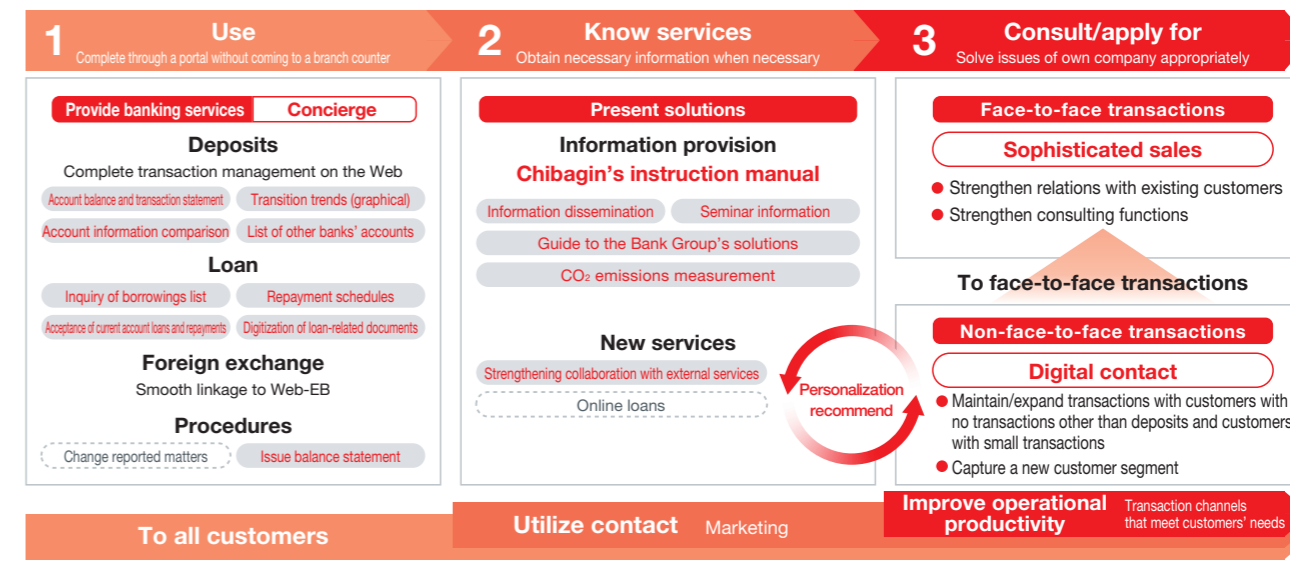 1
Use
Complete through a portal without coming to a branch counter
Provide banking services
Concierge
Deposits
Complete transaction management on the Web
Account balance and transaction statement
Transition trends (graphical)
Account information comparison
List of other banks' accounts
Loan
Inquiry of borrowings list
Repayment schedules
Acceptance of current account loans and repayments
Digitization of loan-related documents
Foreign exchange
Smooth linkage to Web-EB
Procedures
Change reported matters
Issue balance statement
To all customers
2
Know services
Obtain necessary information when necessary
Present solutions
Information provision
Chibagin's instruction manual
Information dissemination
Seminar information
Guide to the Bank Group's solutions
CO₂ emissions measurement
New services
Strengthening collaboration with external services
Online loans
Personalization
recommend
Utilize contact
Marketing
3
Consult/apply for
Solve issues of own company appropriately
Face-to-face transactions
Sophisticated sales
● Strengthen relations with existing customers
● Strengthen consulting functions
To face-to-face transactions
Non-face-to-face transactions
Digital contact
● Maintain/expand transactions with customers with
no transactions other than deposits and customers
with small transactions
● Capture a new customer segment
Improve operational
productivity
Transaction channels
that meet customers' needs